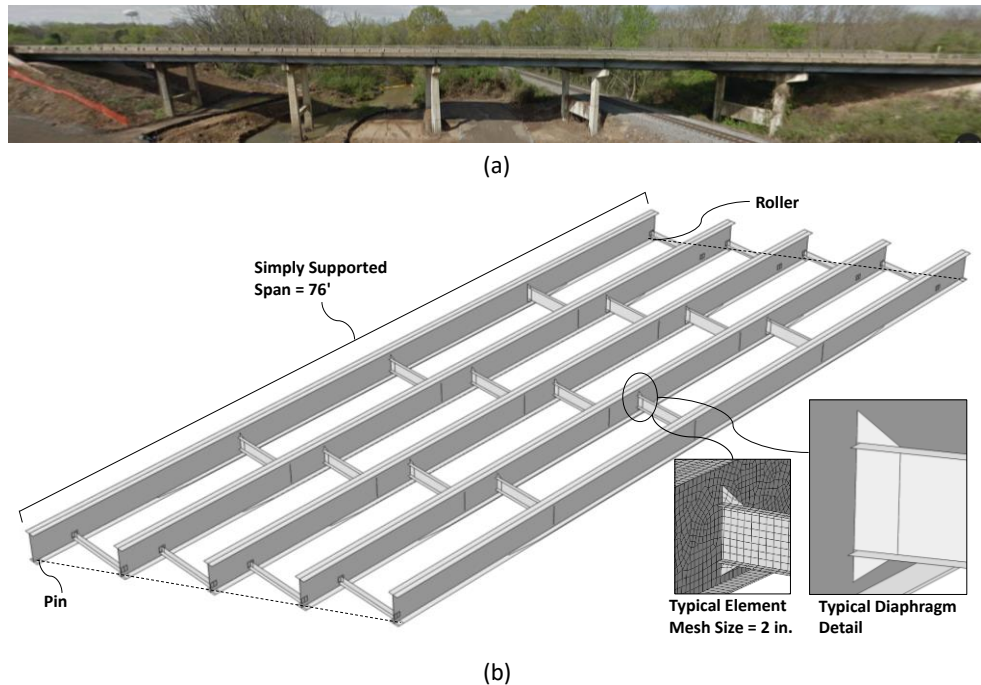 (a)
Roller
Simply Supported
Span = 76'
Pin
Typical Element
Mesh Size = 2 in.
Typical Diaphragm
Detail
(b)